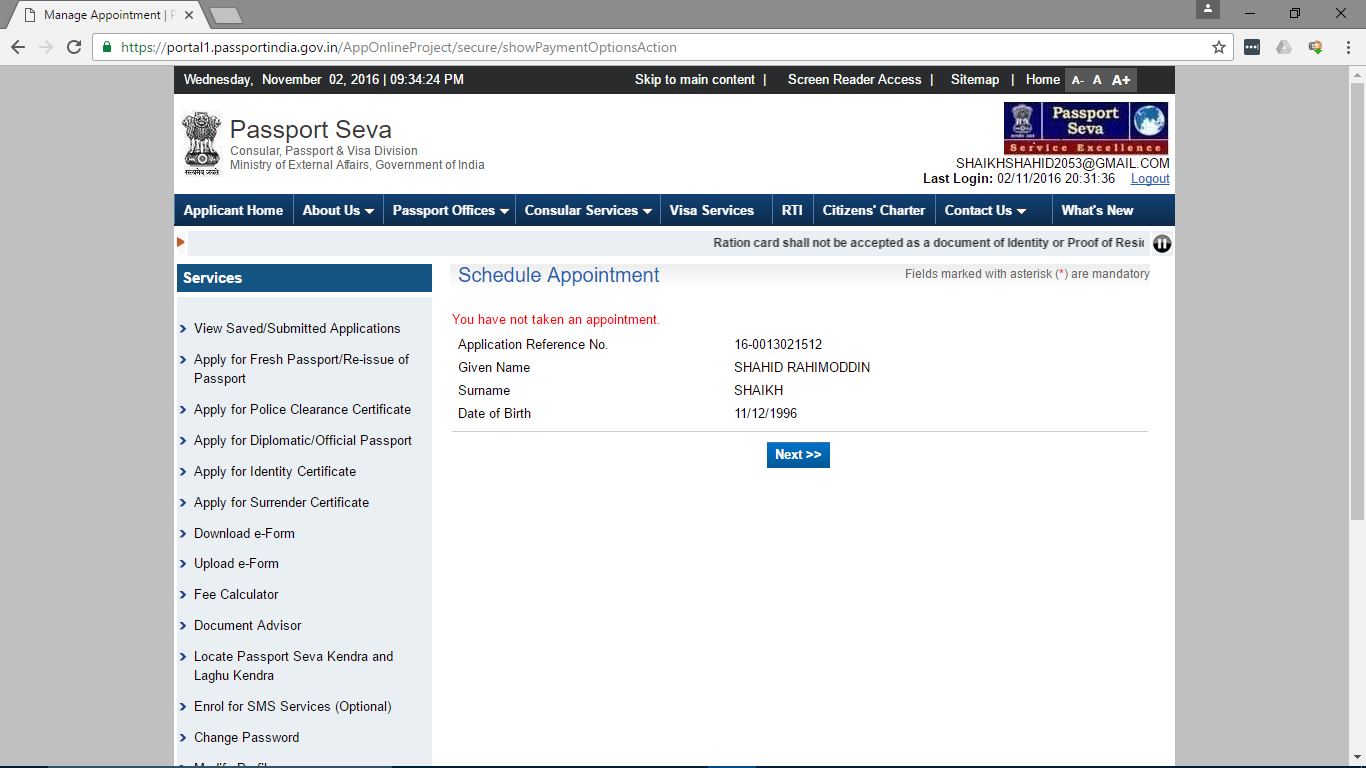 Manage Appointment | P
https://portal1.passportindia.gov.in/AppOnlineProject/secure/showPaymentOptionsAction
Wednesday, November 02, 2016 | 09:34:24 PM
Skip to main content | Screen Reader Access | Sitemap | Home A- A A+
सत्यमेव जयते
Passport Seva
Consular, Passport & Visa Division
Ministry of External Affairs, Government of India
Passport
Seva
Service Excellence
SHAIKHSHAHID2053@GMAIL.COM
Last Login: 02/11/2016 20:31:36 Logout
Applicant Home About Us Passport Offices Consular Services Visa Services RTI Citizens' Charter Contact Us What's New
Ration card shall not be accepted as a document of Identity or Proof of Resid
Services
View Saved/Submitted Applications
Apply for Fresh Passport/Re-issue of
Passport
Apply for Police Clearance Certificate
Apply for Diplomatic/Official Passport
Apply for Identity Certificate
Apply for Surrender Certificate
Download e-Form
Upload e-Form
Fee Calculator
Document Advisor
Locate Passport Seva Kendra and
Laghu Kendra
Enrol for SMS Services (Optional)
Change Password
Schedule Appointment
Fields marked with asterisk (*) are mandatory
You have not taken an appointment.
Application Reference No. 16-0013021512
Given Name SHAHID RAHIMODDIN
Surname SHAIKH
Date of Birth 11/12/1996
Next >>